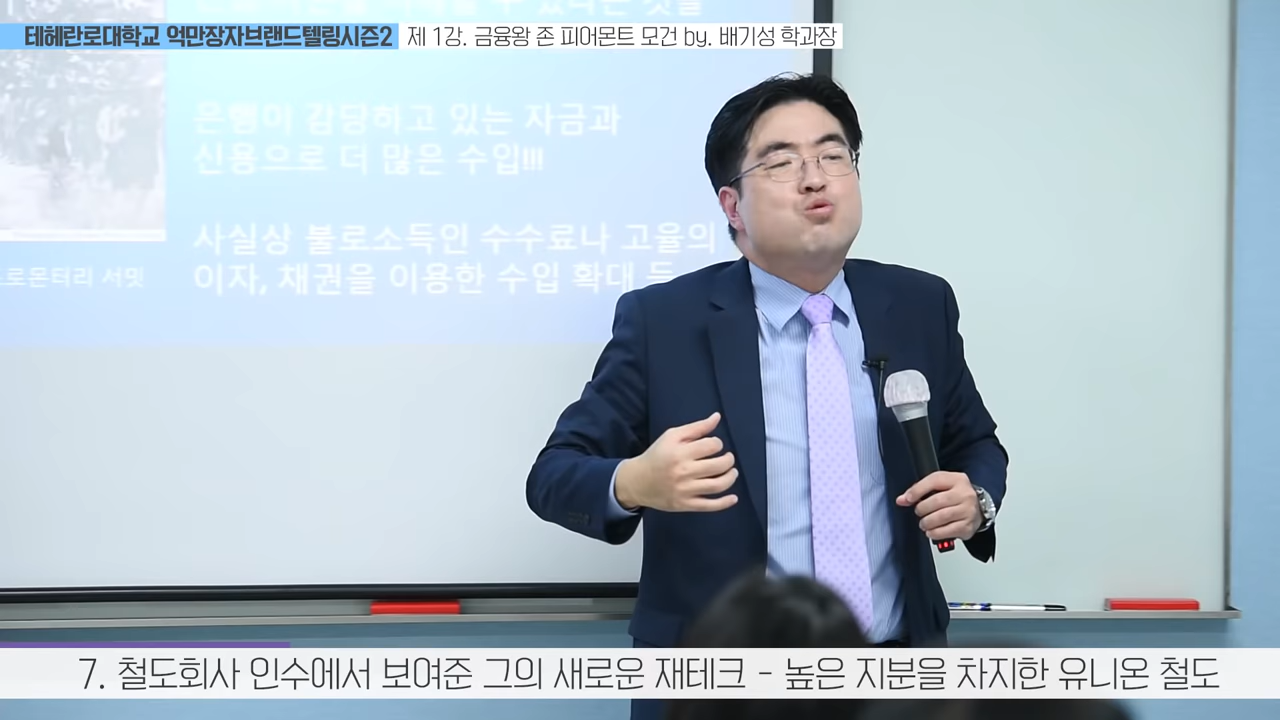 테헤란로대학교 억만장자브랜드텔링시즌2 제 1강. 금융왕 존 피어몬트 모건 by. 배기성 학과장
은행이 감당하고 있는 자금과
신용으로 더 많은 수입!!!
사실상 불로소득인 수수료나 고율의
이자, 채권을 이용한 수입 확대 등
로몬터리 서밋
7. 철도회사 인수에서 보여준 그의 새로운 재테크 - 높은 지분을 차지한 유니온 철도